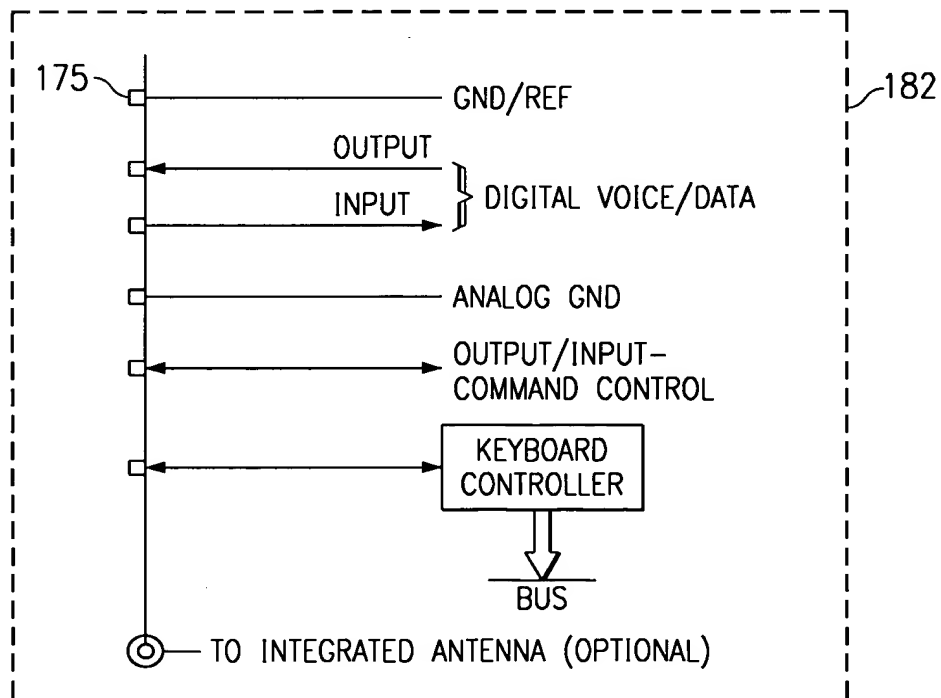 175
GND/REF
182
OUTPUT
DIGITAL VOICE/DATA
INPUT
ANALOG GND
OUTPUT/INPUT-
COMMAND CONTROL
KEYBOARD
CONTROLLER
BUS
TO INTEGRATED ANTENNA (OPTIONAL)